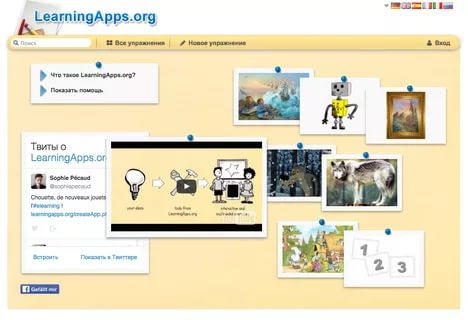 LearningApps.org
Поиск
Все упражнения
Новое упражнение
Вход
Что такое LearningApps.org?
Показать помощь
Твиты о
LearningApps.org
Sophie Pécaud
@sophiepecaud
Chouette, de nouveaux jouets
l'#elearning !
learningapps.org/createApp.p
Встроить
Показать в Твиттере
your ideas
tools from
LearningApps.org
1
2
3
Gefällt mir